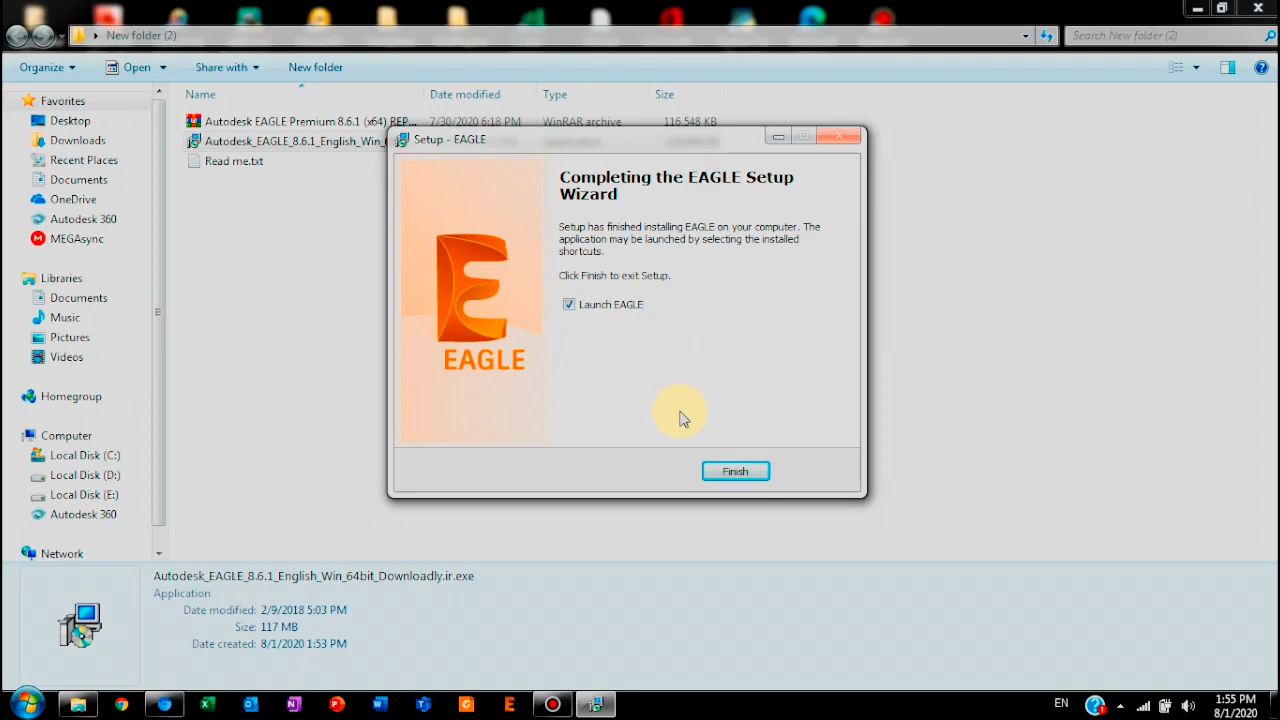 New folder (2)
Search New folder (2)
Organize
Open
Share with
New folder
Favorites
Desktop
Downloads
Recent Places
Documents
OneDrive
Autodesk 360
MEGAsync
Libraries
Documents
Music
Pictures
Videos
Homegroup
Computer
Local Disk (C:)
Local Disk (D:)
Local Disk (E:)
Autodesk 360
Network
Name Date modified Type Size
Autodesk EAGLE Premium 8.6.1 (x64) REP... 7/30/2020 6:18 PM WinRAR archive 116,548 KB
Autodesk_EAGLE_8.6.1_English_Win_6
Read me.txt
Setup - EAGLE
EAGLE
Completing the EAGLE Setup
Wizard
Setup has finished installing EAGLE on your computer. The
application may be launched by selecting the installed
shortcuts.
Click Finish to exit Setup.
Launch EAGLE
Finish
Autodesk_EAGLE_8.6.1_English_Win_64bit_Downloadly.ir.exe
Application
Date modified: 2/9/2018 5:03 PM
Size: 117 MB
Date created: 8/1/2020 1:53 PM
EN
1:55 PM
8/1/2020